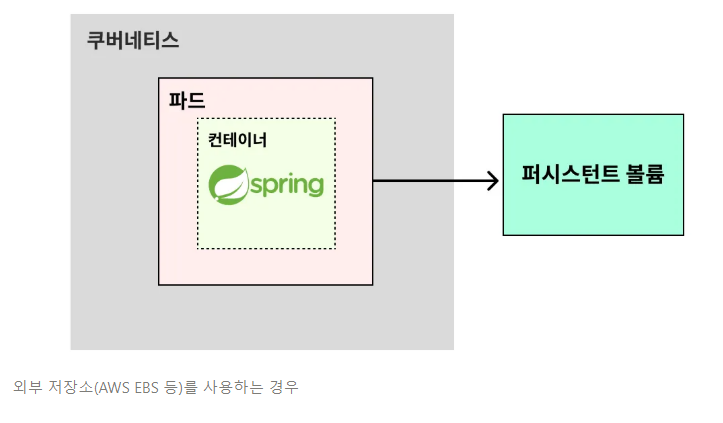 쿠버네티스
파드
컨테이너
spring
퍼시스턴트 볼륨
외부 저장소(AWS EBS 등)를 사용하는 경우